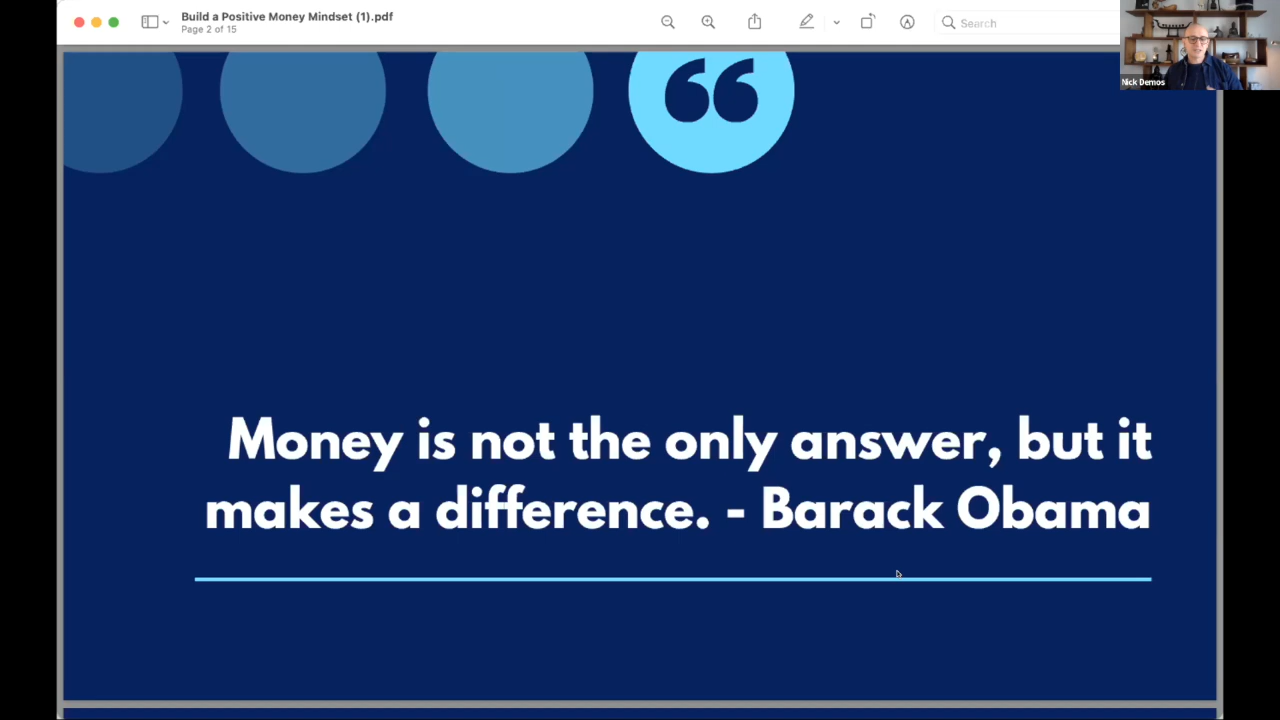 Build a Positive Money Mindset (1).pdf
Page 2 of 15
Search
Nick Demos
“
Money is not the only answer, but it
makes a difference. - Barack Obama